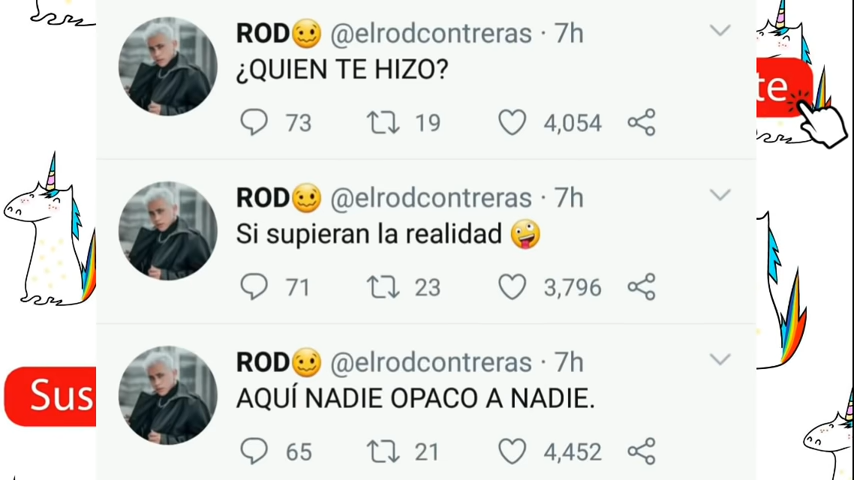 ROD🥴 @elrodcontreras · 7h
¿QUIEN TE HIZO?
73 19 4,054
ROD🥴 @elrodcontreras · 7h
Si supieran la realidad 🤪
71 23 3,796
ROD🥴 @elrodcontreras · 7h
AQUÍ NADIE OPACO A NADIE.
65 21 4,452
te
Sus